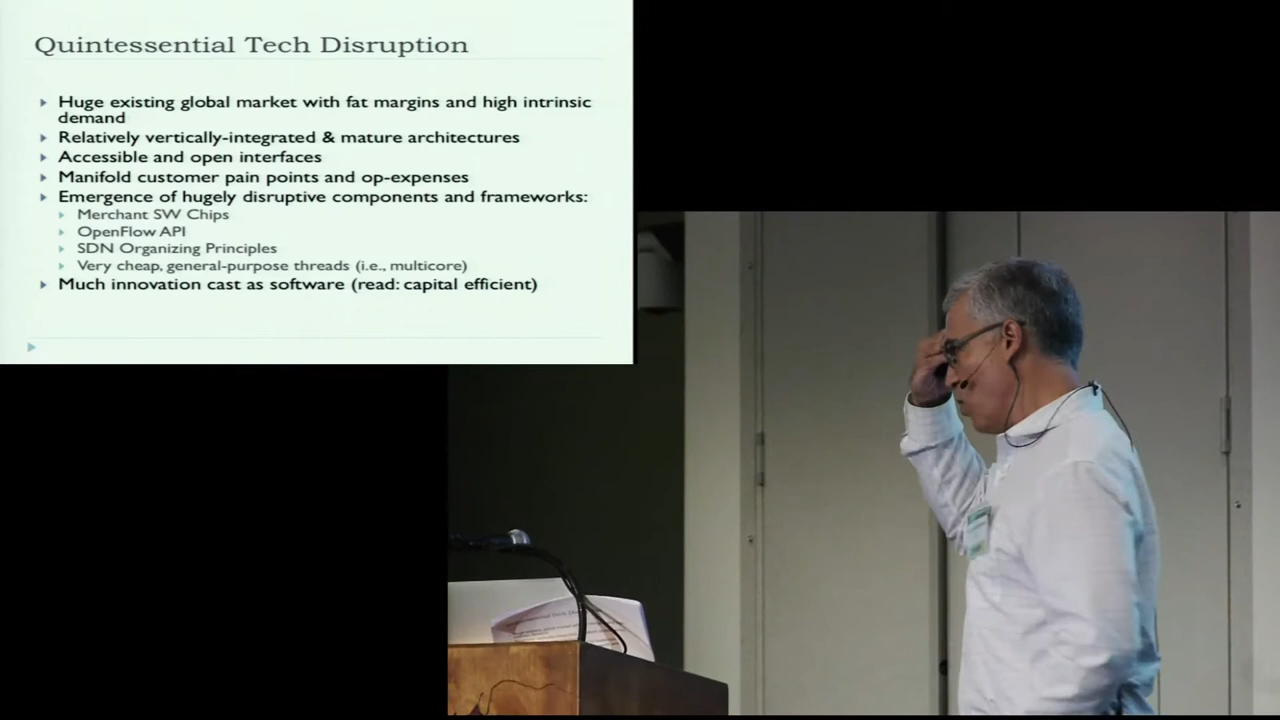 Quintessential Tech Disruption
Huge existing global market with fat margins and high intrinsic
demand
Relatively vertically-integrated & mature architectures
Accessible and open interfaces
Manifold customer pain points and op-expenses
Emergence of hugely disruptive components and frameworks:
Merchant SW Chips
OpenFlow API
SDN Organizing Principles
Very cheap, general-purpose threads (i.e., multicore)
Much innovation cast as software (read: capital efficient)